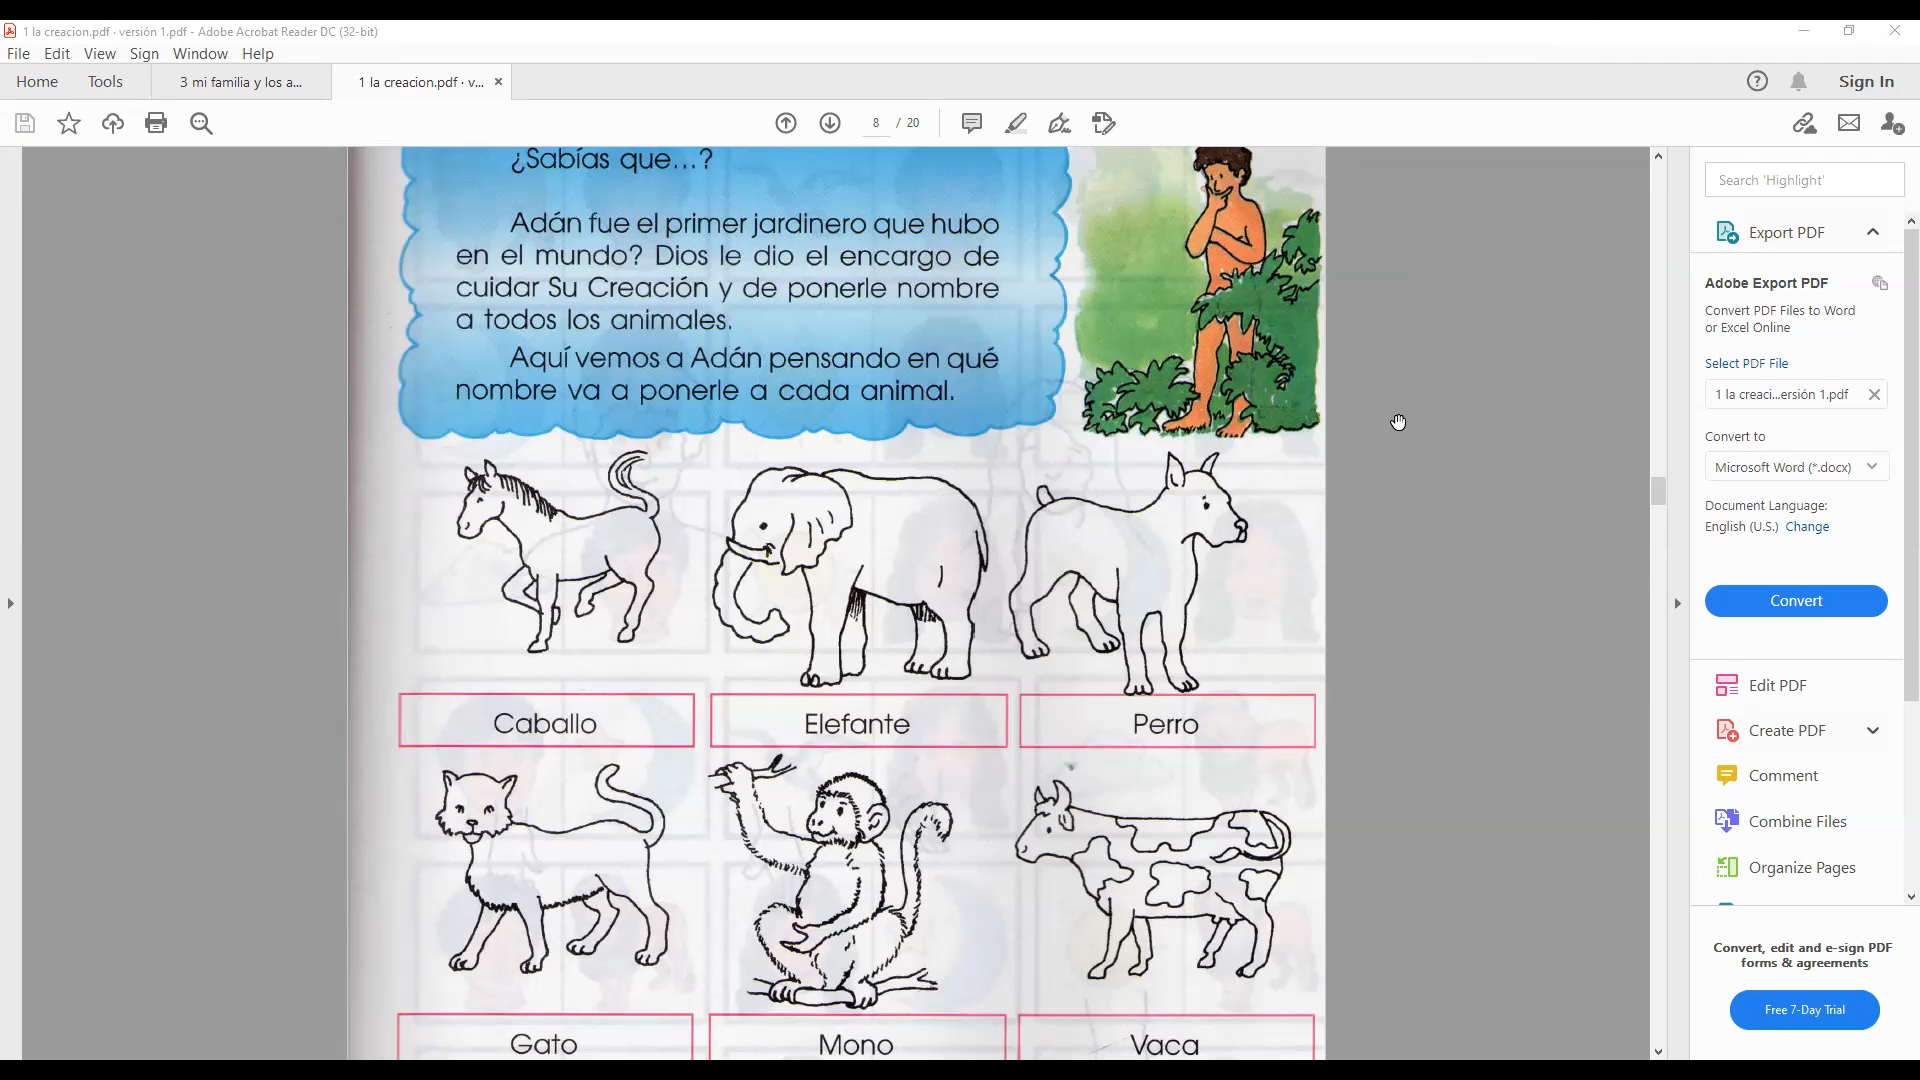 1 la creacion.pdf · versión 1.pdf - Adobe Acrobat Reader DC (32-bit)
File Edit View Sign Window Help
Home Tools 3 mi familia y los a... 1 la creacion.pdf · v... Sign In
8 / 20
¿Sabías que...?
Adán fue el primer jardinero que hubo
en el mundo? Dios le dio el encargo de
cuidar Su Creación y de ponerle nombre
a todos los animales.
Aquí vemos a Adán pensando en qué
nombre va a ponerle a cada animal.
Caballo Elefante Perro
Gato Mono Vaca
Search 'Highlight'
Export PDF
Adobe Export PDF
Convert PDF Files to Word
or Excel Online
Select PDF File
1 la creaci...ersión 1.pdf
Convert to
Microsoft Word (*.docx)
Document Language:
English (U.S.) Change
Convert
Edit PDF
Create PDF
Comment
Combine Files
Organize Pages
Convert, edit and e-sign PDF
forms & agreements
Free 7-Day Trial